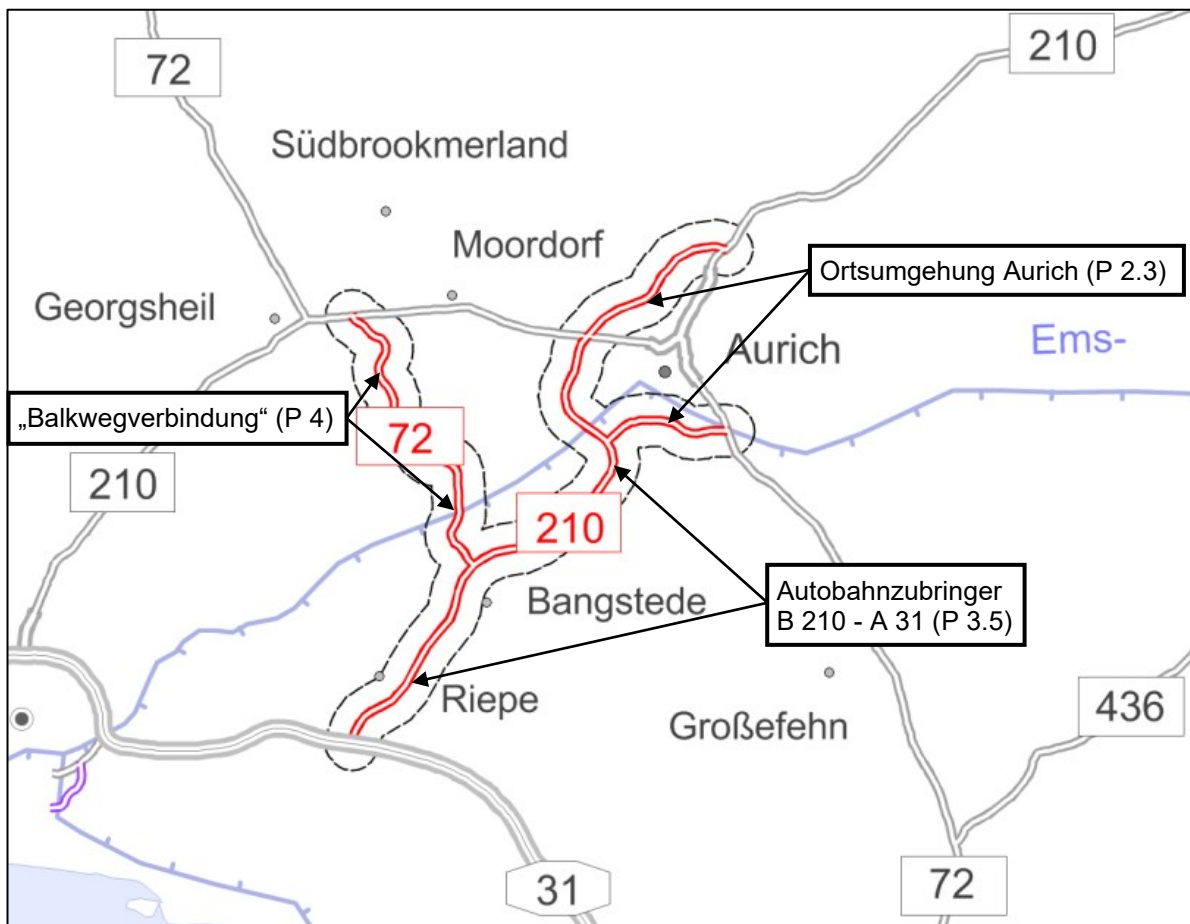 72
210
Südbrookmerland
Moordorf
Ortsumgehung Aurich (P 2.3)
Georgsheil
Aurich
Ems-
„Balkwegverbindung“ (P 4)
72
210
210
Autobahnzubringer
B 210 - A 31 (P 3.5)
Bangstede
Riepe
Großefehn
436
31
72